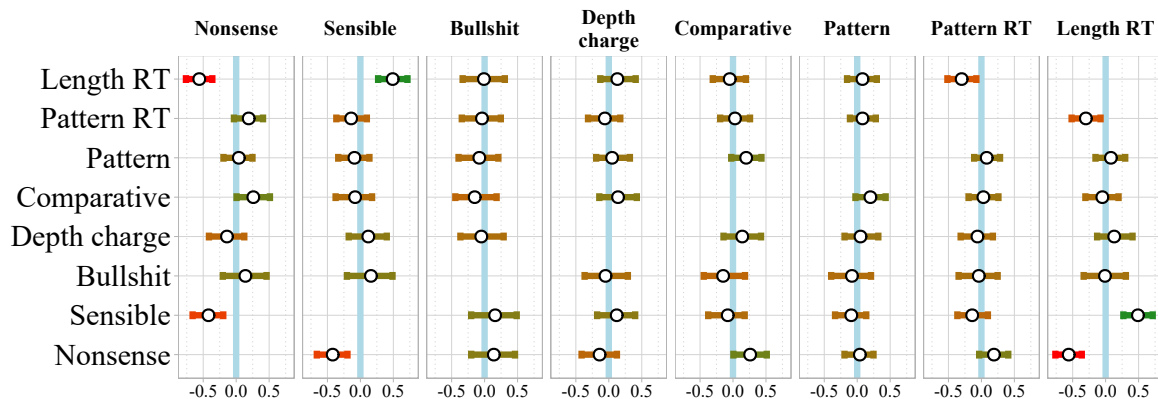 Nonsense Sensible Bullshit Depth charge Comparative Pattern Pattern RT Length RT
Length RT
Pattern RT
Pattern
Comparative
Depth charge
Bullshit
Sensible
Nonsense
-0.5 0.0 0.5 -0.5 0.0 0.5 -0.5 0.0 0.5 -0.5 0.0 0.5 -0.5 0.0 0.5 -0.5 0.0 0.5 -0.5 0.0 0.5 -0.5 0.0 0.5